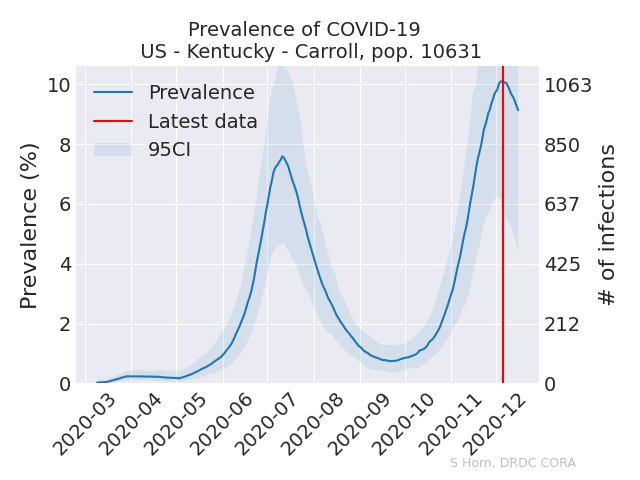 Prevalence of COVID-19
US - Kentucky - Carroll, pop. 10631
Prevalence
Latest data
95CI
Prevalence (%)
10
8
6
4
2
0
1063
850
637
425
212
0
# of infections
2020-03
2020-04
2020-05
2020-06
2020-07
2020-08
2020-09
2020-10
2020-11
2020-12
S Horn, DRDC CORA